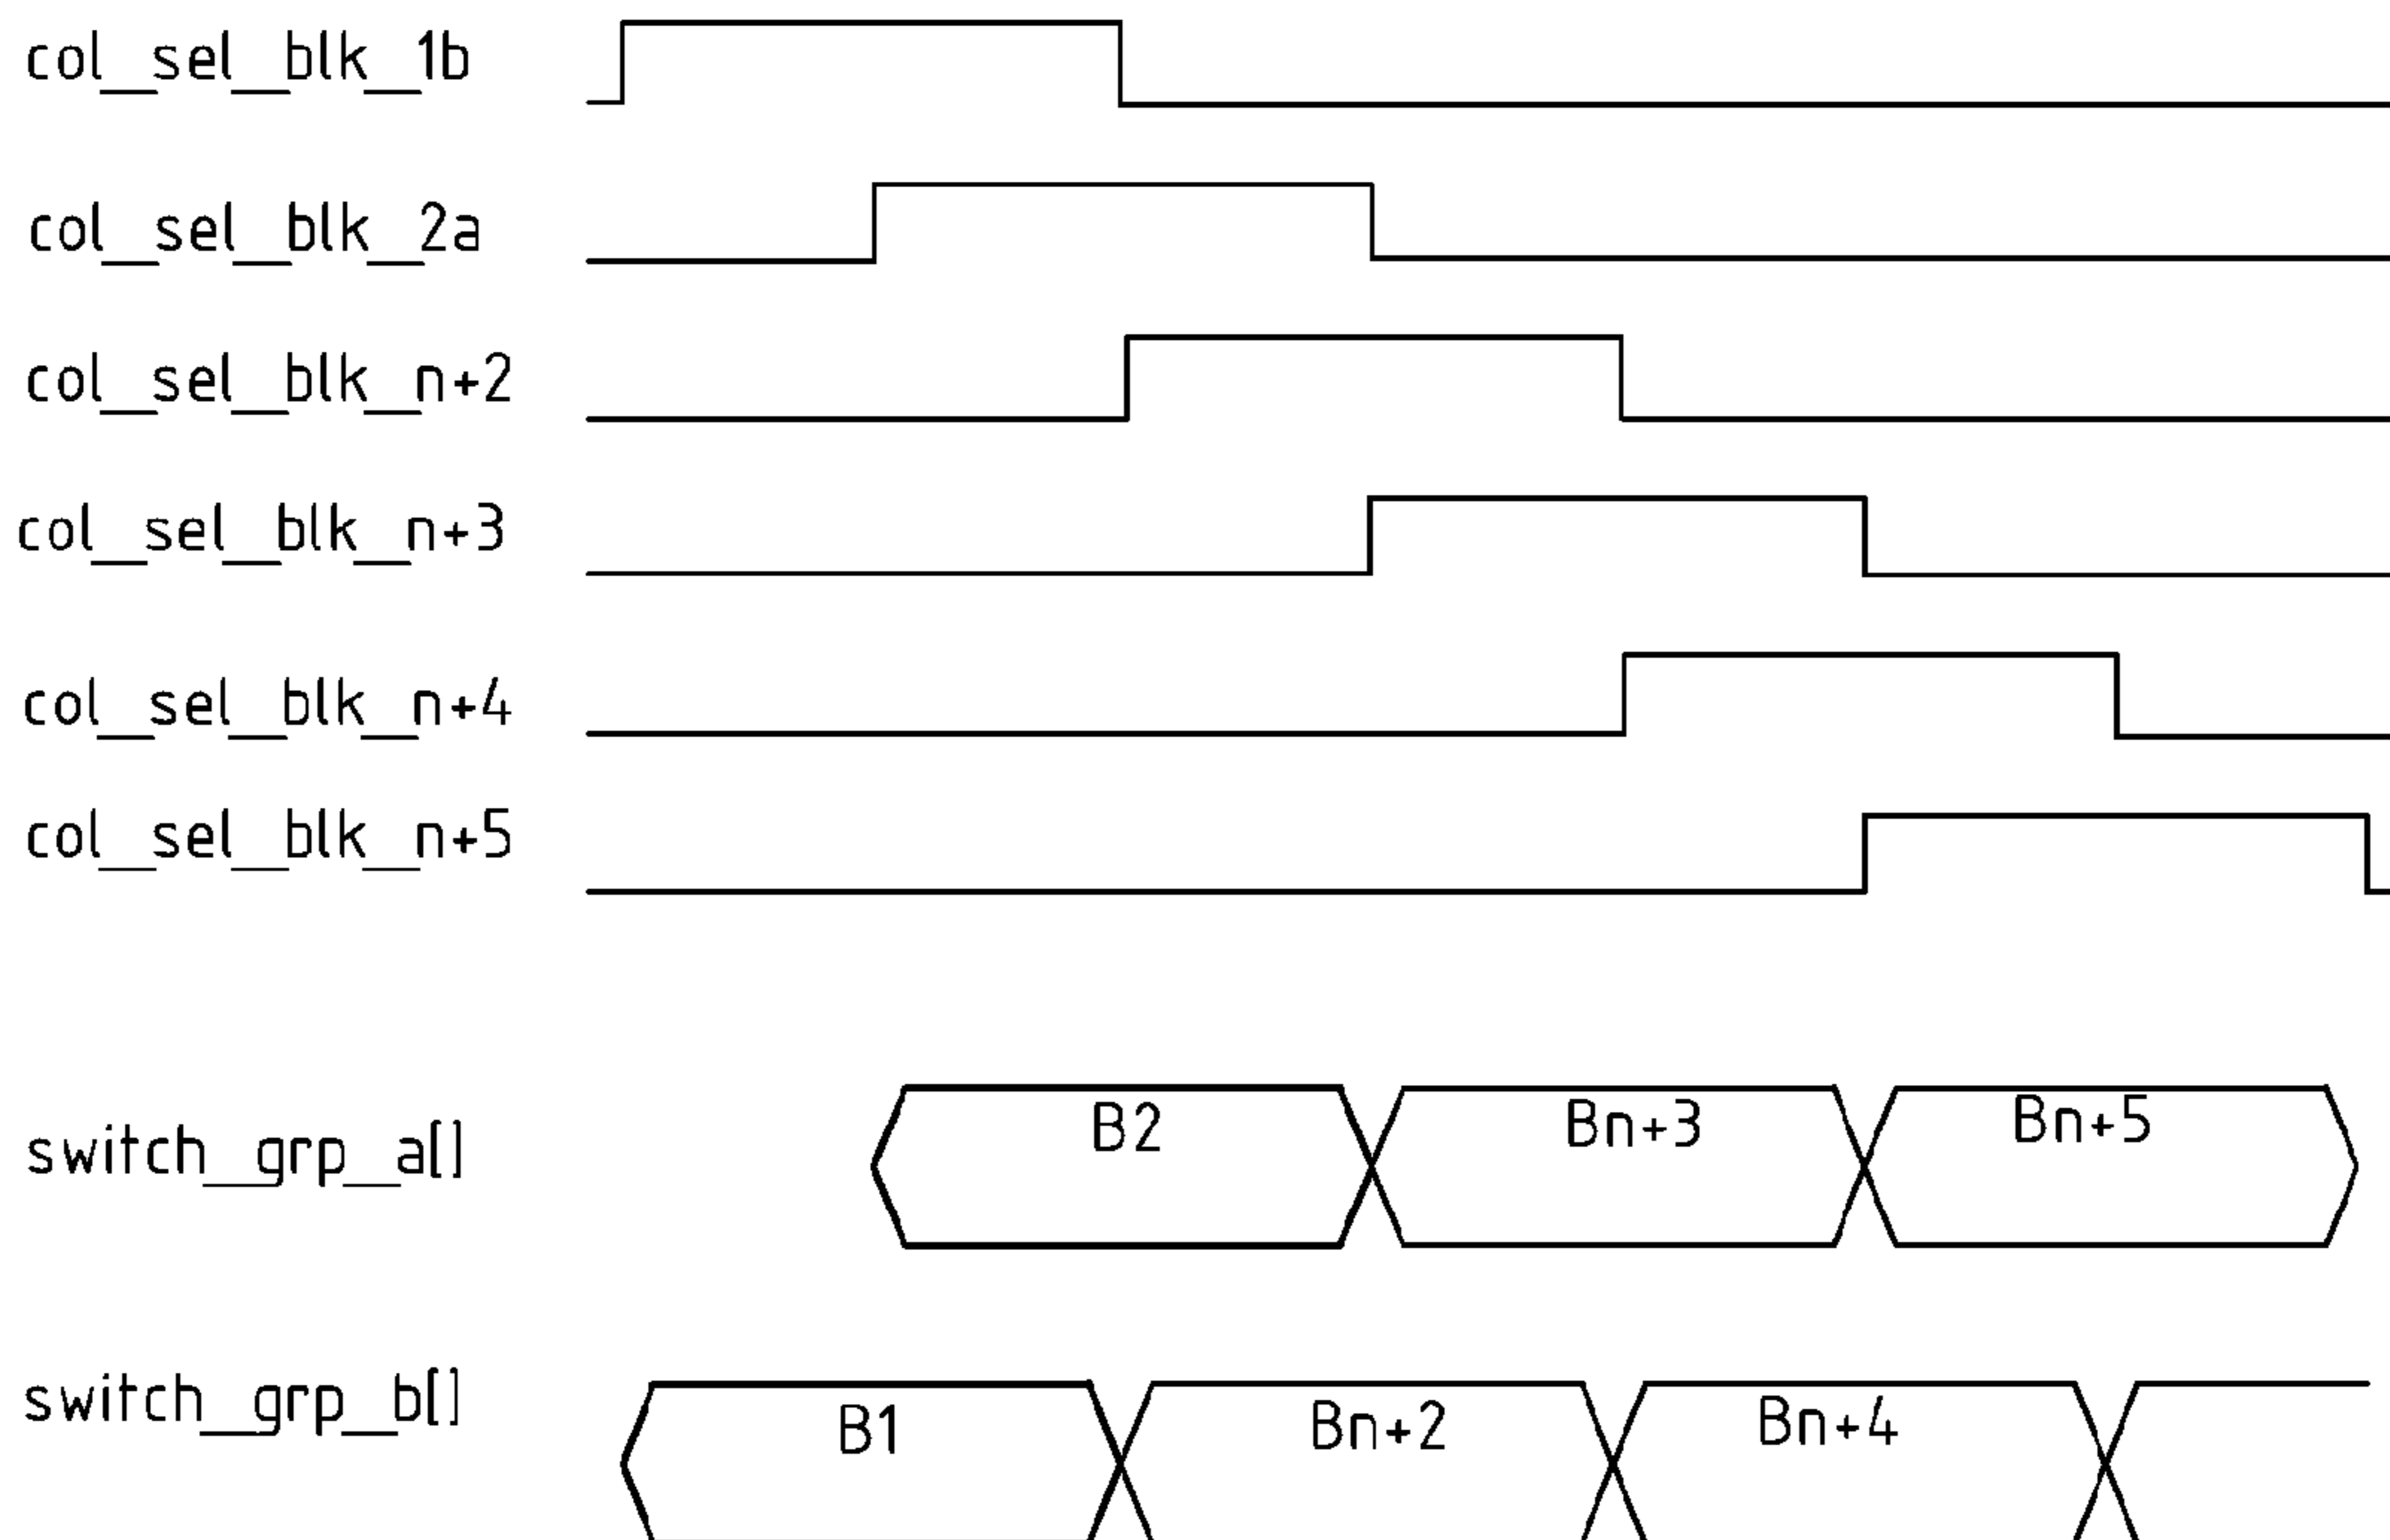 col_sel_blk_1b
col_sel_blk_2a
col_sel_blk_n+2
col_sel_blk_n+3
col_sel_blk_n+4
col_sel_blk_n+5
switch_grp_a[]
B2
Bn+3
Bn+5
switch_grp_b[]
B1
Bn+2
Bn+4